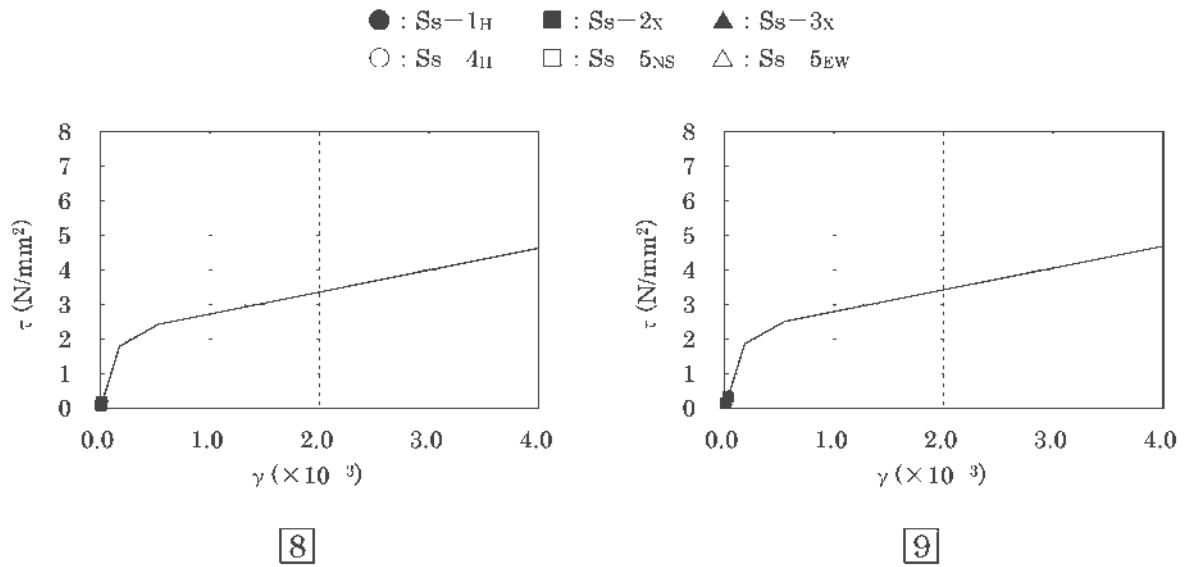 ● : Ss−1H ■ : Ss−2X ▲ : Ss−3X
○ : Ss 4H □ : Ss 5NS △ : Ss 5EW
τ (N/mm²)
8
7
6
5
4
3
2
1
0
0.0 1.0 2.0 3.0 4.0
γ (×10 ³)
8
τ (N/mm²)
8
7
6
5
4
3
2
1
0
0.0 1.0 2.0 3.0 4.0
γ (×10 ³)
9